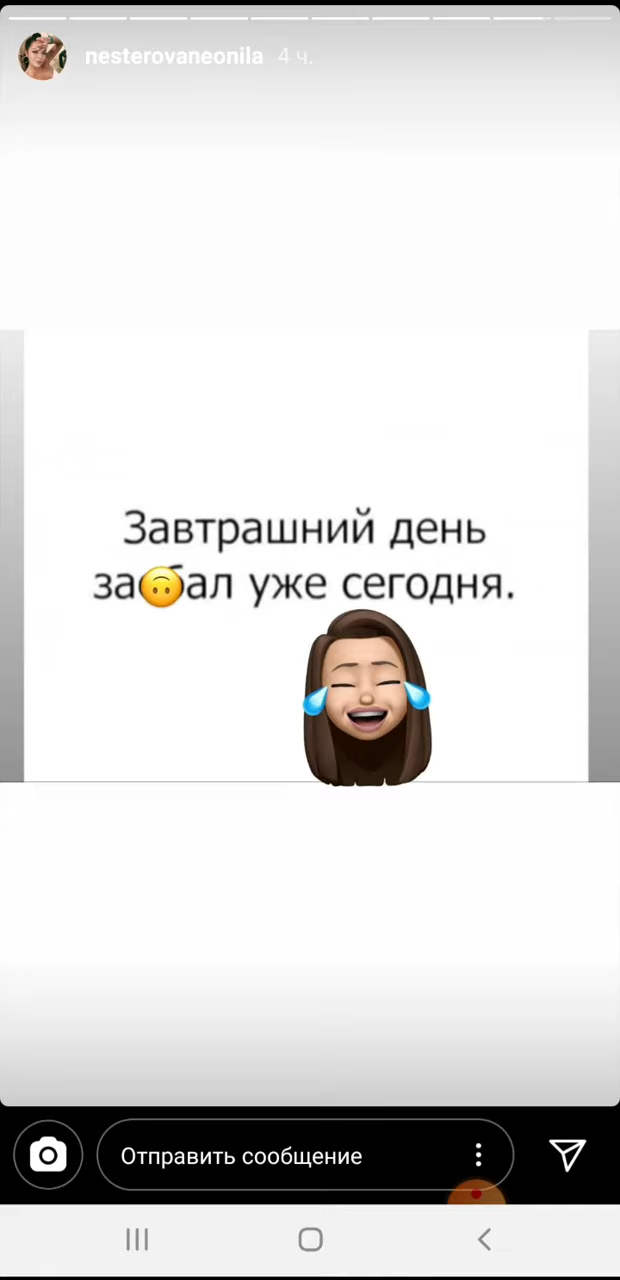 nesterovaneonila 4 ч.
Завтрашний день
за🙃бал уже сегодня.
Отправить сообщение